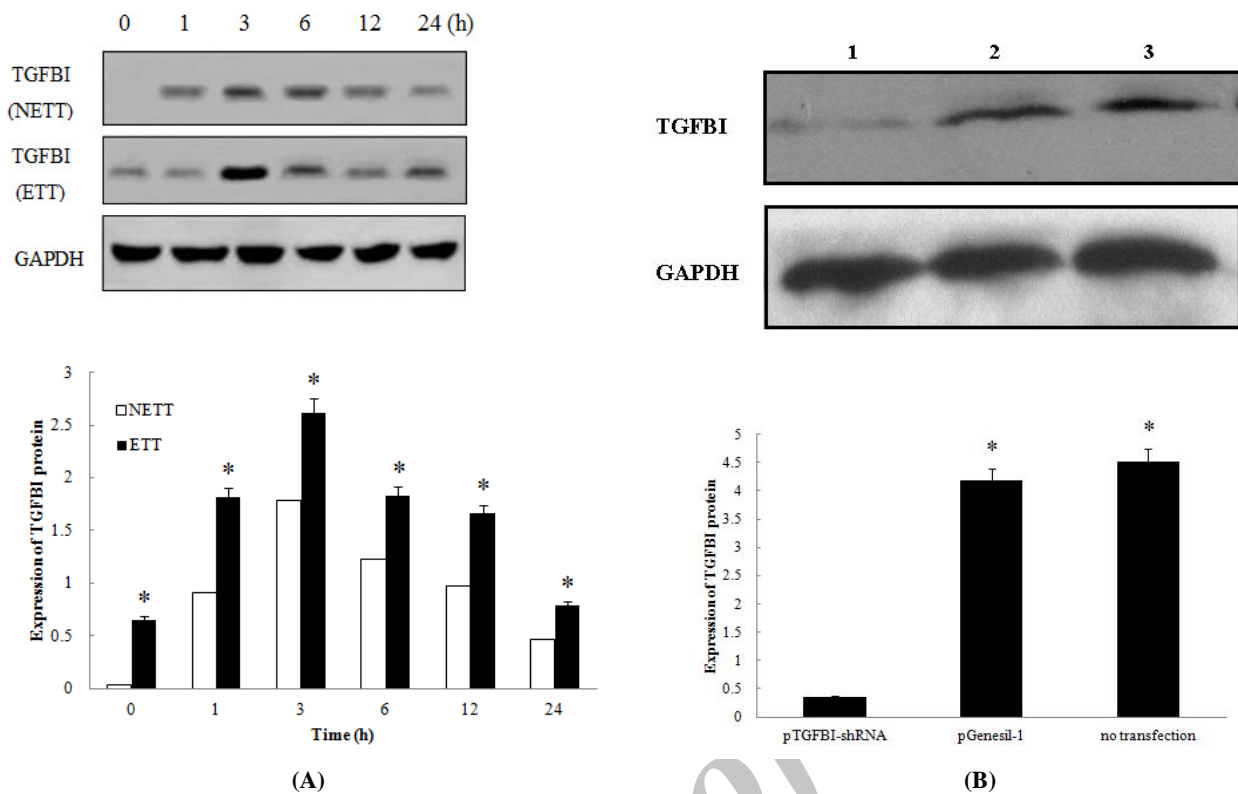 0 1 3 6 12 24 (h)
TGFBI
(NETT)
TGFBI
(ETT)
GAPDH
3
2.5
2
1.5
1
0.5
0
Expression of TGFBI protein
NETT
ETT
* * * * * *
0 1 3 6 12 24
Time (h)
(A)
1 2 3
TGFBI
GAPDH
5
4.5
4
3.5
3
2.5
2
1.5
1
0.5
0
Expression of TGFBI protein
* *
pTGFBI-shRNA pGenesil-1 no transfection
(B)